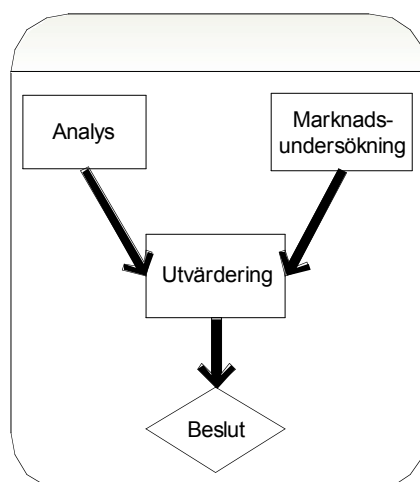 Analys
Marknads-
undersökning
Utvärdering
Beslut